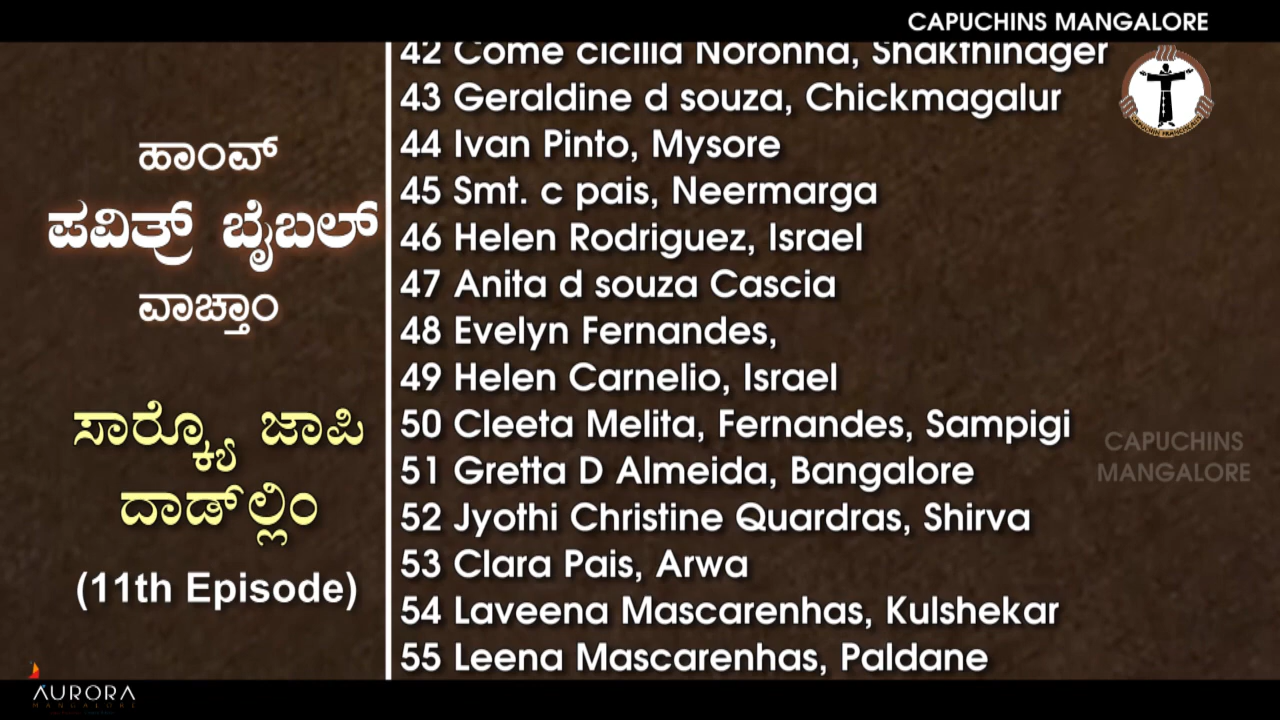 CAPUCHINS MANGALORE
ಹಾಂವ್
ಪವಿತ್ರ್ ಬೈಬಲ್
ವಾಚ್ತಾಂ
ಸಾರ್ಕ್ಯೊ ಜಾಪಿ
ದಾಡ್‌ಲ್ಲಿಂ
(11th Episode)
42 Come cicilia Noronha, Shakthinager
43 Geraldine d souza, Chickmagalur
44 Ivan Pinto, Mysore
45 Smt. c pais, Neermarga
46 Helen Rodriguez, Israel
47 Anita d souza Cascia
48 Evelyn Fernandes,
49 Helen Carnelio, Israel
50 Cleeta Melita, Fernandes, Sampigi
51 Gretta D Almeida, Bangalore
52 Jyothi Christine Quardras, Shirva
53 Clara Pais, Arwa
54 Laveena Mascarenhas, Kulshekar
55 Leena Mascarenhas, Paldane
CAPUCHINS
MANGALORE
AURORA
MANGALORE